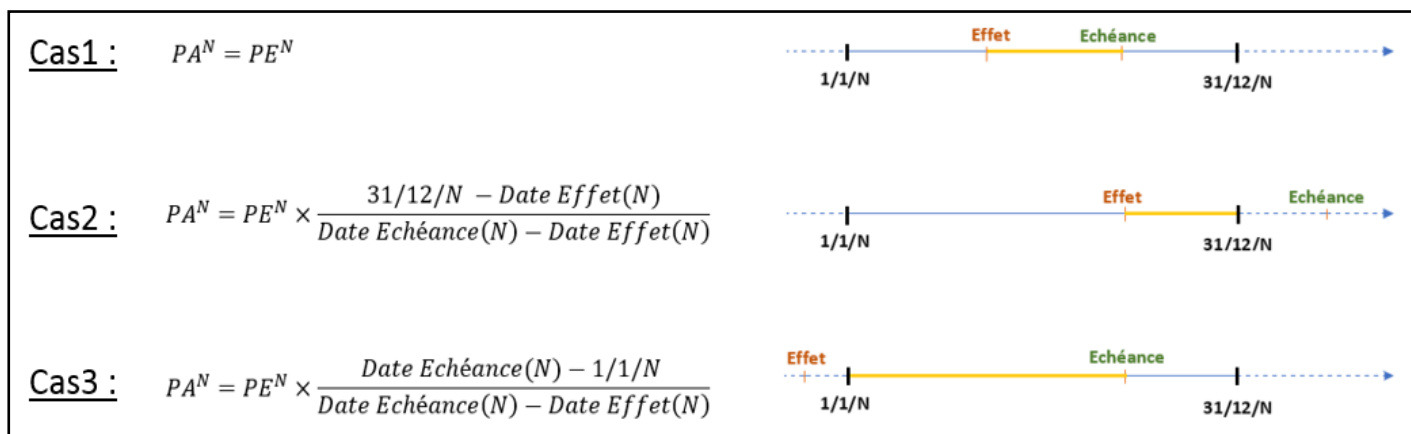 Cas1 : PA^N = PE^N
Effet Echéance
1/1/N 31/12/N
Cas2 : PA^N = PE^N × \frac{31/12/N - Date Effet(N)}{Date Echéance(N) - Date Effet(N)}
Effet Echéance
1/1/N 31/12/N
Cas3 : PA^N = PE^N × \frac{Date Echéance(N) - 1/1/N}{Date Echéance(N) - Date Effet(N)}
Effet Echéance
1/1/N 31/12/N